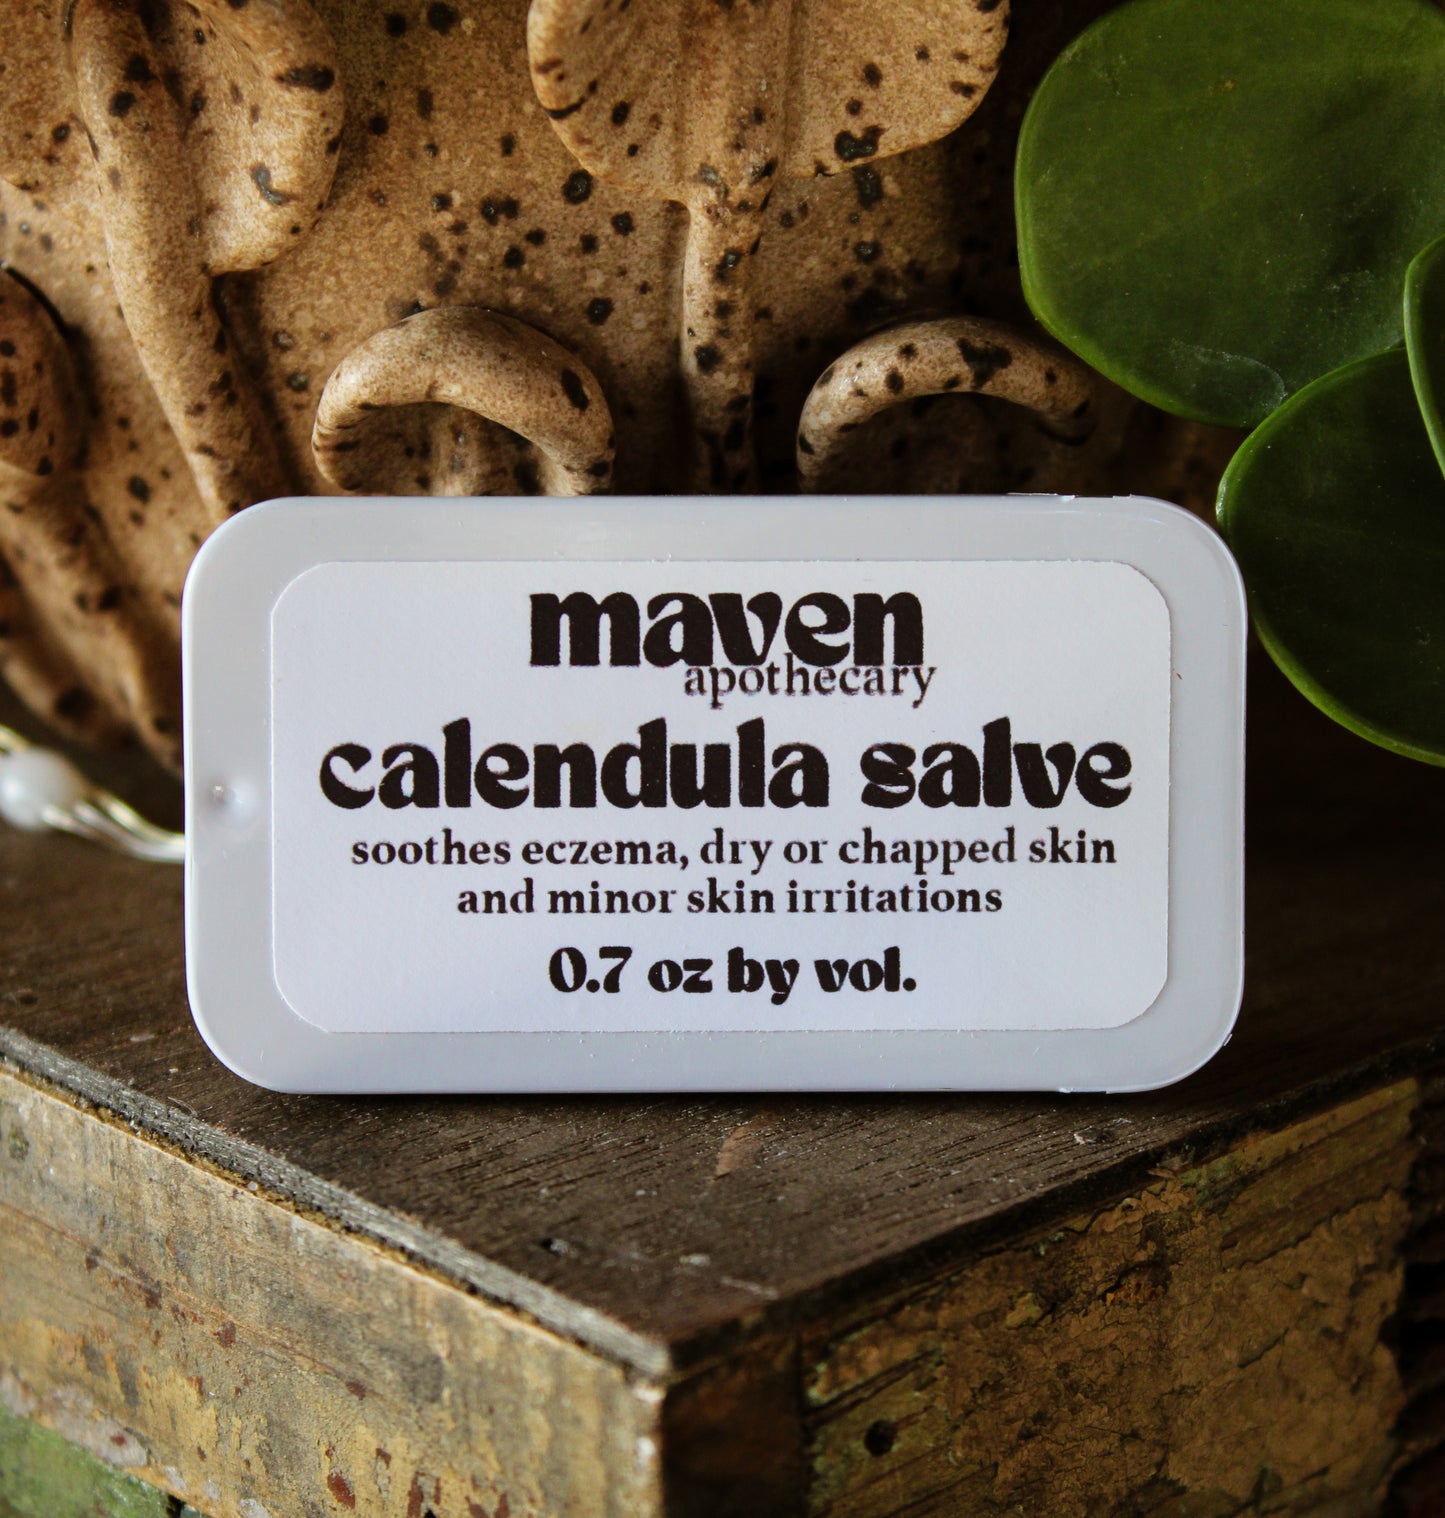 maven
apothecary
calendula salve
soothes eczema, dry or chapped skin
and minor skin irritations
0.7 oz by vol.